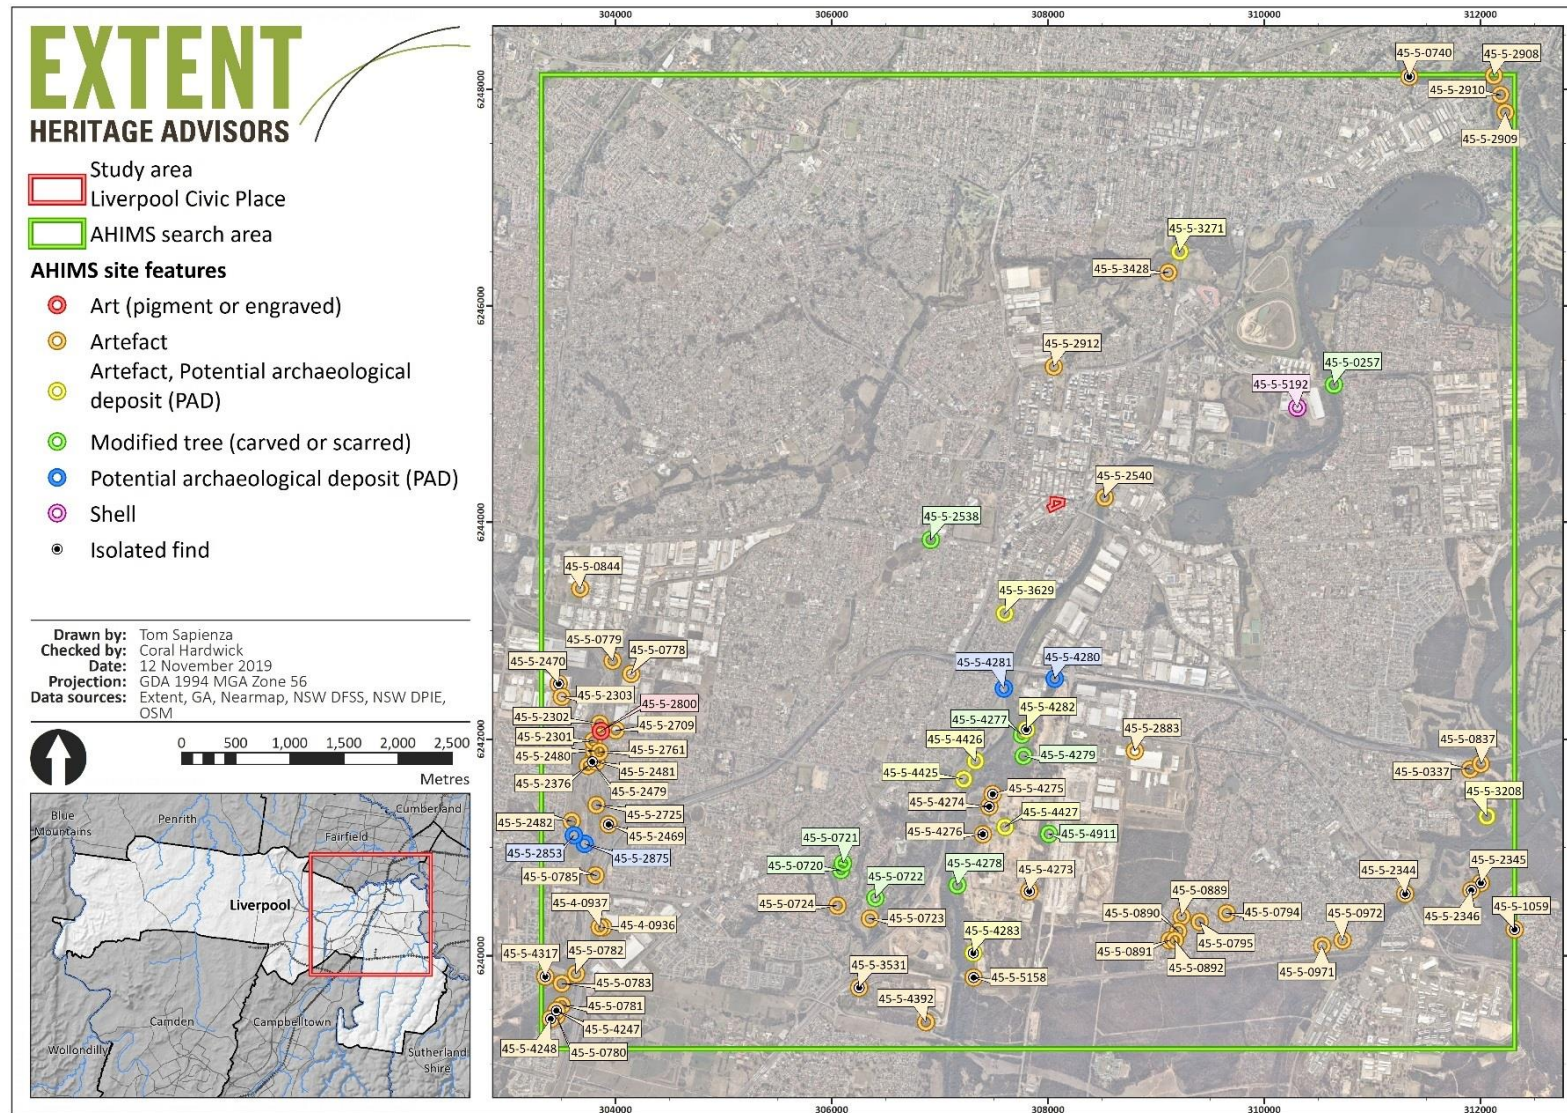 EXTENT
HERITAGE ADVISORS
Study area
Liverpool Civic Place
AHIMS search area
AHIMS site features
Art (pigment or engraved)
Artefact
Artefact, Potential archaeological
deposit (PAD)
Modified tree (carved or scarred)
Potential archaeological deposit (PAD)
Shell
Isolated find
Drawn by: Tom Sapienza
Checked by: Coral Hardwick
Date: 12 November 2019
Projection: GDA 1994 MGA Zone 56
Data sources: Extent, GA, Nearmap, NSW DFSS, NSW DPIE,
OSM
0 500 1,000 1,500 2,000 2,500
Metres
Blue
Mountains
Penrith
Cumberland
Fairfield
Liverpool
Camden
Campbelltown
Wollondilly
Sutherland
Shire
304000 306000 308000 310000 312000
6248000
6246000
6244000
6242000
6240000
45-5-0740
45-5-2908
45-5-2910
45-5-2909
45-5-3271
45-5-3428
45-5-2912
45-5-0257
45-5-5192
45-5-2540
45-5-2538
45-5-0844
45-5-3629
45-5-0779
45-5-0778
45-5-2470
45-5-4281
45-5-4280
45-5-2303
45-5-2800
45-5-2302
45-5-4282
45-5-4277
45-5-2709
45-5-2301
45-5-4426
45-5-2883
45-5-0837
45-5-2761
45-5-2480
45-5-4279
45-5-2481
45-5-4425
45-5-0337
45-5-2376
45-5-2479
45-5-4275
45-5-3208
45-5-4274
45-5-2725
45-5-2482
45-5-4427
45-5-2469
45-5-4276
45-5-4911
45-5-0721
45-5-2853
45-5-2875
45-5-0720
45-5-4278
45-5-2345
45-5-0785
45-5-0722
45-5-4273
45-5-2344
45-5-0889
45-4-0937
45-5-0724
45-5-0890
45-5-0794
45-5-2346
45-5-1059
45-4-0936
45-5-0723
45-5-0795
45-5-0972
45-5-4283
45-5-0891
45-5-0782
45-5-4317
45-5-0892
45-5-0971
45-5-0783
45-5-3531
45-5-5158
45-5-4392
45-5-0781
45-5-4247
45-5-4248
45-5-0780
304000 306000 308000 310000 312000